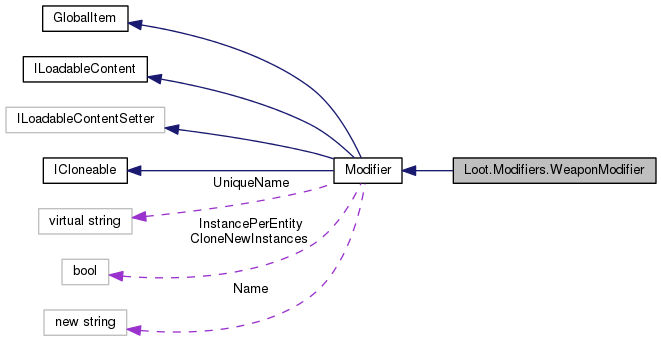 GlobalItem
ILoadableContent
ILoadableContentSetter
ICloneable
Modifier
Loot.Modifiers.WeaponModifier
UniqueName
virtual string
InstancePerEntity
CloneNewInstances
bool
Name
new string